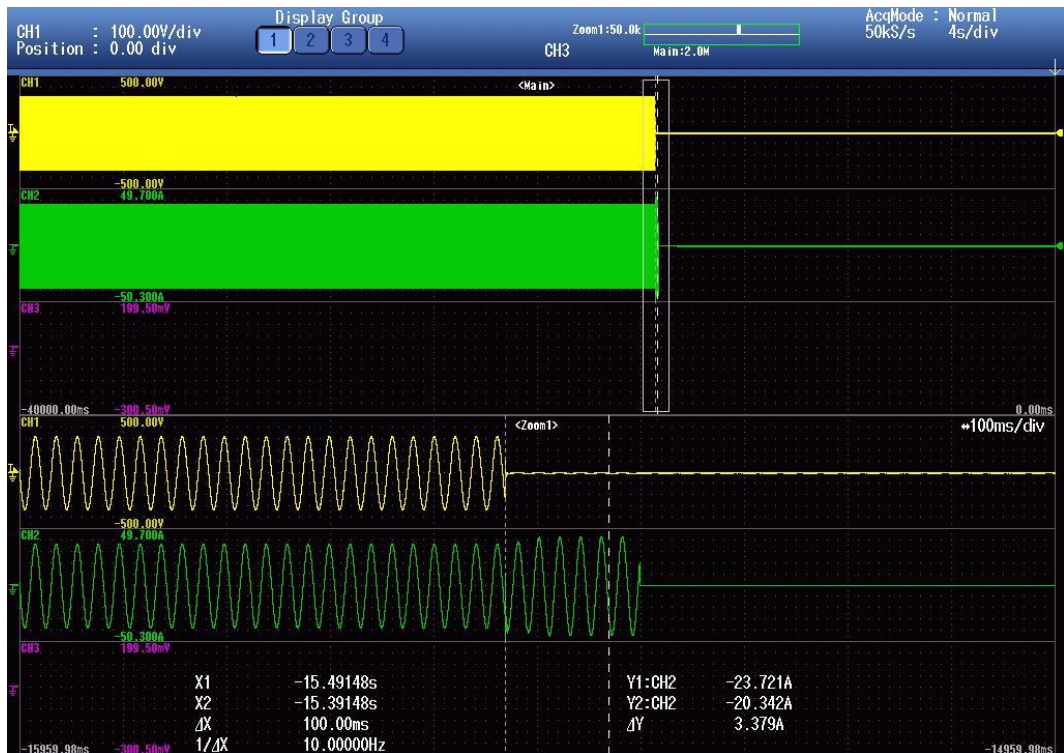 Display Group
CH1 : 100.00V/div
Position : 0.00 div
1 2 3 4
Zoom1:50.0k
CH3 Main:2.0M
AcqMode : Normal
50kS/s 4s/div
CH1 500.00V <Main>
-500.00V
CH2 49.700A
-50.300A
CH3 199.50mV
-40000.00ms -300.50mV 0.00ms
CH1 500.00V <Zoom1> ↔100ms/div
-500.00V
CH2 49.700A
-50.300A
CH3 199.50mV
X1 -15.49148s Y1:CH2 -23.721A
X2 -15.39148s Y2:CH2 -20.342A
ΔX 100.00ms ΔY 3.379A
1/ΔX 10.00000Hz
-15959.98ms -300.50mV -14959.98ms